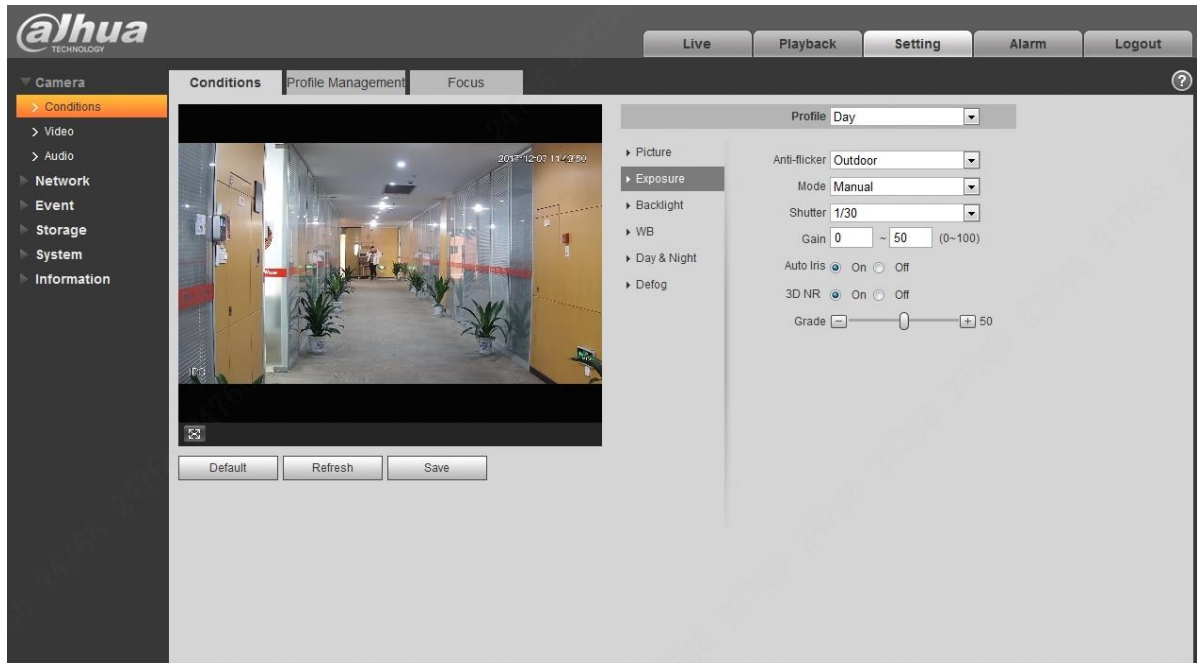 alhua
TECHNOLOGY
Live Playback Setting Alarm Logout
Camera
Conditions
Video
Audio
Network
Event
Storage
System
Information
Conditions Profile Management Focus
?
IPC
Default Refresh Save
Profile Day
Picture
Exposure
Backlight
WB
Day & Night
Defog
Anti-flicker Outdoor
Mode Manual
Shutter 1/30
Gain 0 ~ 50 (0~100)
Auto Iris On Off
3D NR On Off
Grade - + 50